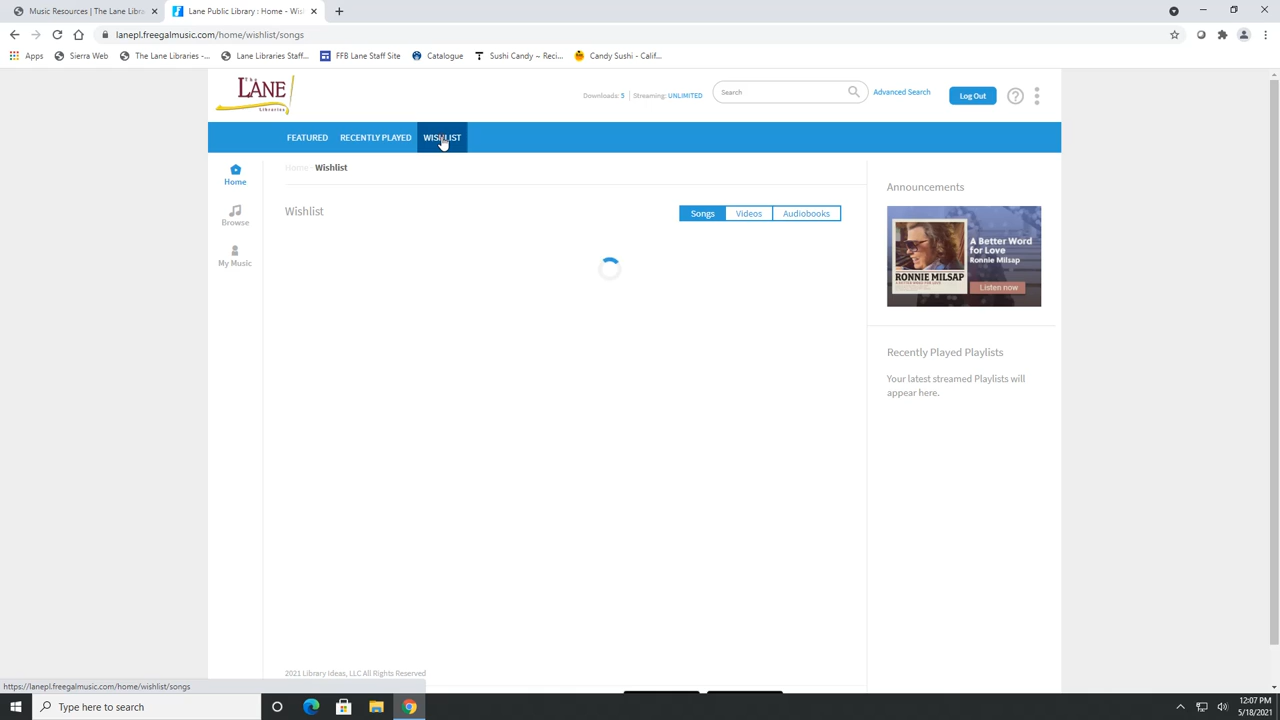 Music Resources | The Lane Libra
Lane Public Library : Home - Wis
lanepl.freegalmusic.com/home/wishlist/songs
Apps
Sierra Web
The Lane Libraries -...
Lane Libraries Staff...
FFB Lane Staff Site
Catalogue
Sushi Candy ~ Reci...
Candy Sushi - Calif...
The
LANE
Libraries
Downloads: 5 | Streaming: UNLIMITED
Search
Advanced Search
Log Out
FEATURED
RECENTLY PLAYED
WISHLIST
Home
Wishlist
Home
Browse
My Music
Wishlist
Songs
Videos
Audiobooks
Announcements
A Better Word
for Love
Ronnie Milsap
RONNIE MILSAP
Listen now
Recently Played Playlists
Your latest streamed Playlists will
appear here.
2021 Library Ideas, LLC All Rights Reserved
https://lanepl.freegalmusic.com/home/wishlist/songs
Type here to search
12:07 PM
5/18/2021